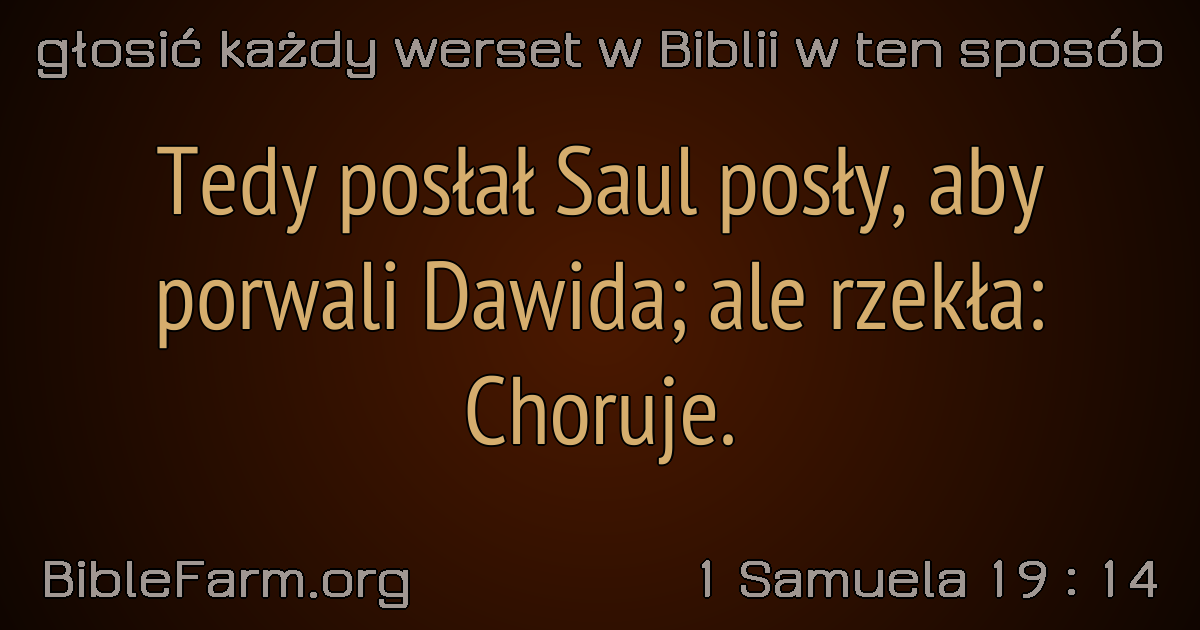 głosić każdy werset w Biblii w ten sposób
Tedy posłał Saul posły, aby
porwali Dawida; ale rzekła:
Choruje.
BibleFarm.org
1 Samuela 19 : 14